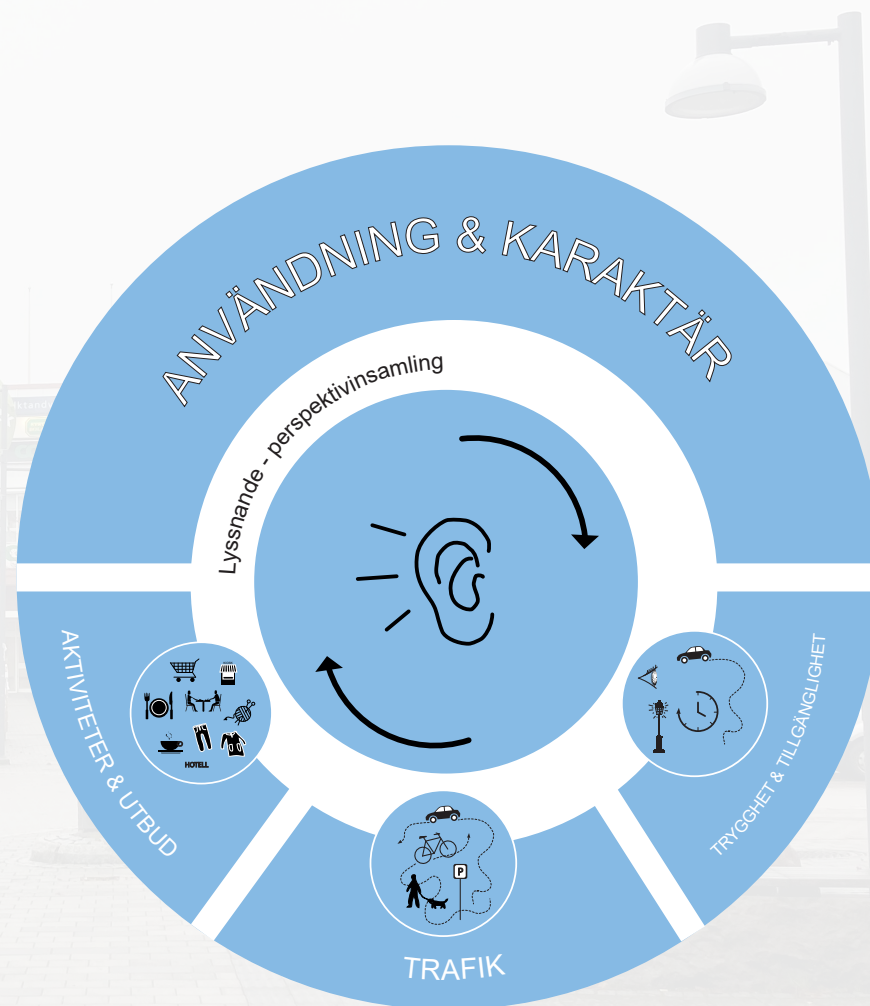 ANVÄNDNING & KARAKTÄR
Lyssnande - perspektivinsamling
AKTIVITETER & UTBUD
HOTELL
TRAFIK
P
TRYGGHET & TILLGÄNGLIGHET